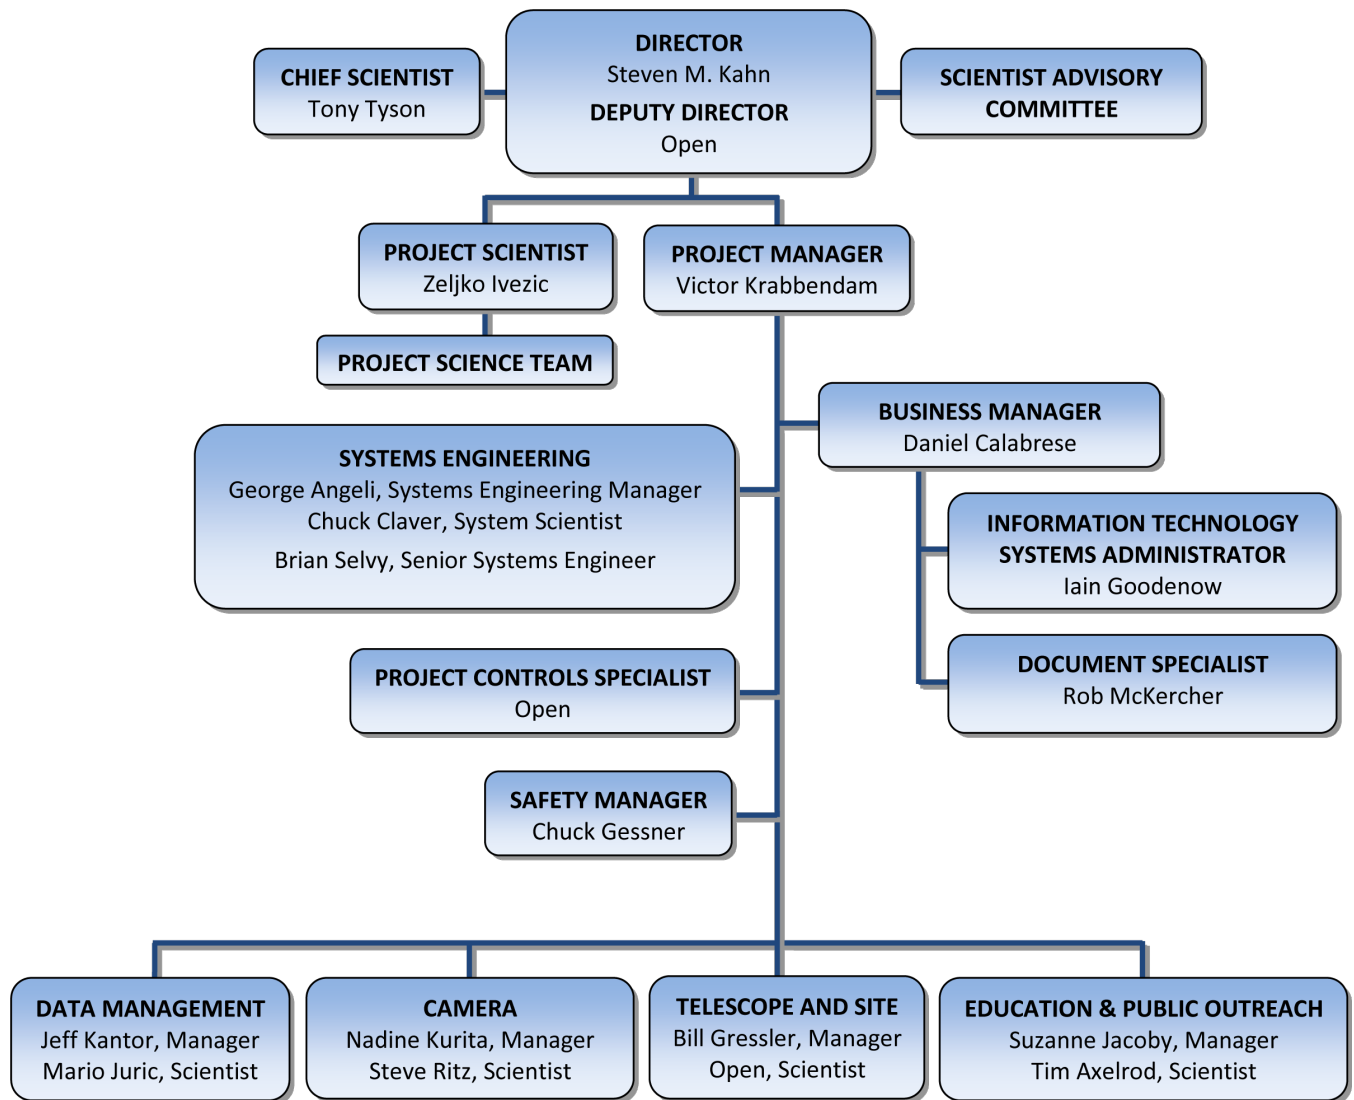 DIRECTOR
Steven M. Kahn
DEPUTY DIRECTOR
Open
CHIEF SCIENTIST
Tony Tyson
SCIENTIST ADVISORY
COMMITTEE
PROJECT SCIENTIST
Zeljko Ivezic
PROJECT MANAGER
Victor Krabbendam
PROJECT SCIENCE TEAM
BUSINESS MANAGER
Daniel Calabrese
SYSTEMS ENGINEERING
George Angeli, Systems Engineering Manager
Chuck Claver, System Scientist
Brian Selvy, Senior Systems Engineer
INFORMATION TECHNOLOGY
SYSTEMS ADMINISTRATOR
Iain Goodenow
PROJECT CONTROLS SPECIALIST
Open
DOCUMENT SPECIALIST
Rob McKercher
SAFETY MANAGER
Chuck Gessner
DATA MANAGEMENT
Jeff Kantor, Manager
Mario Juric, Scientist
CAMERA
Nadine Kurita, Manager
Steve Ritz, Scientist
TELESCOPE AND SITE
Bill Gressler, Manager
Open, Scientist
EDUCATION & PUBLIC OUTREACH
Suzanne Jacoby, Manager
Tim Axelrod, Scientist